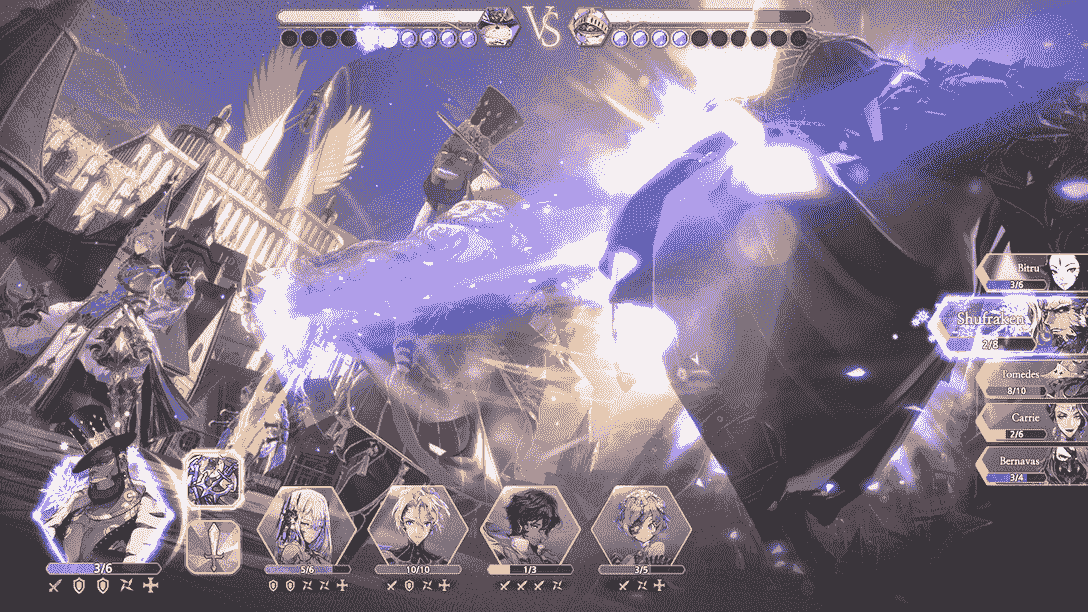 VS
Bitru
3/6
Shufraken
2/8
Tomedes
8/10
Carrie
2/6
Bernavas
3/4
3/6
5/6
10/10
1/3
3/5